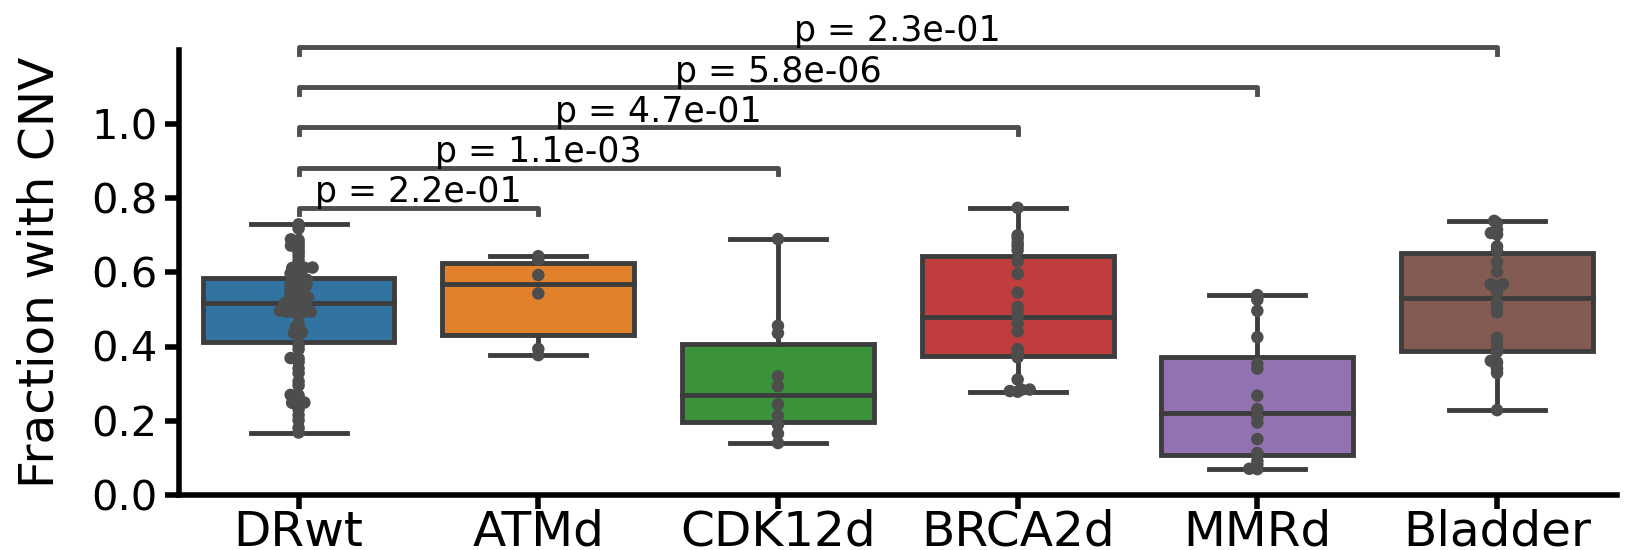 p = 2.3e-01
p = 5.8e-06
p = 4.7e-01
p = 1.1e-03
p = 2.2e-01
Fraction with CNV
1.0
0.8
0.6
0.4
0.2
0.0
DRwt ATMd CDK12d BRCA2d MMRd Bladder